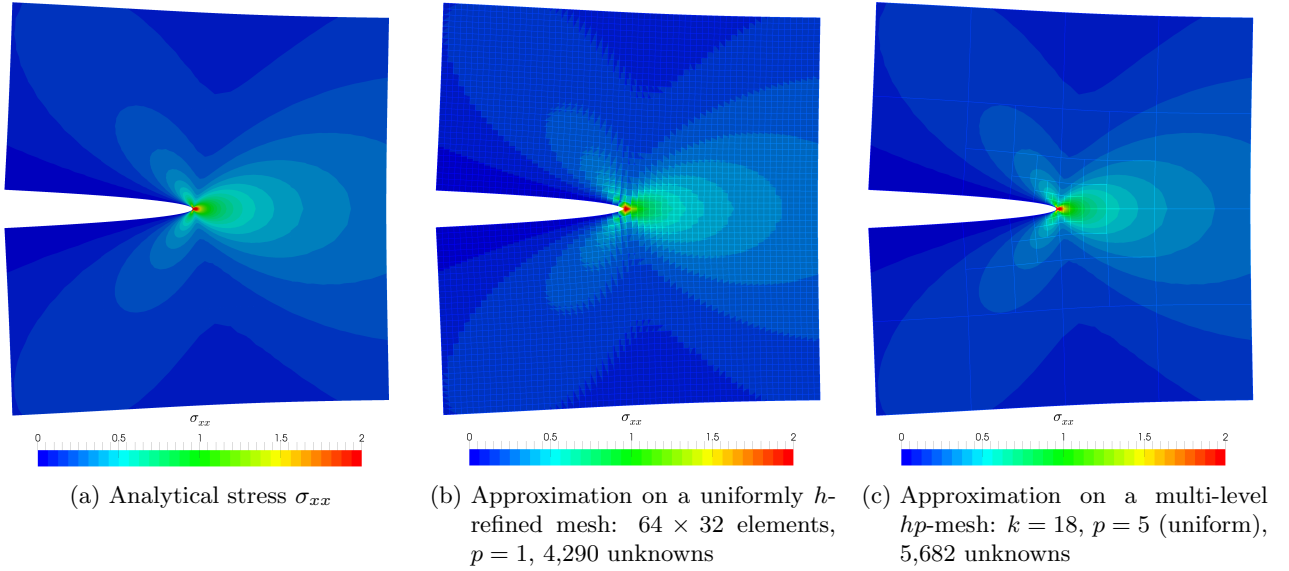 σxx
0 0.5 1 1.5 2
(a) Analytical stress σxx
σxx
0 0.5 1 1.5 2
(b) Approximation on a uniformly h-
refined mesh: 64 × 32 elements,
p = 1, 4,290 unknowns
σxx
0 0.5 1 1.5 2
(c) Approximation on a multi-level
hp-mesh: k = 18, p = 5 (uniform),
5,682 unknowns